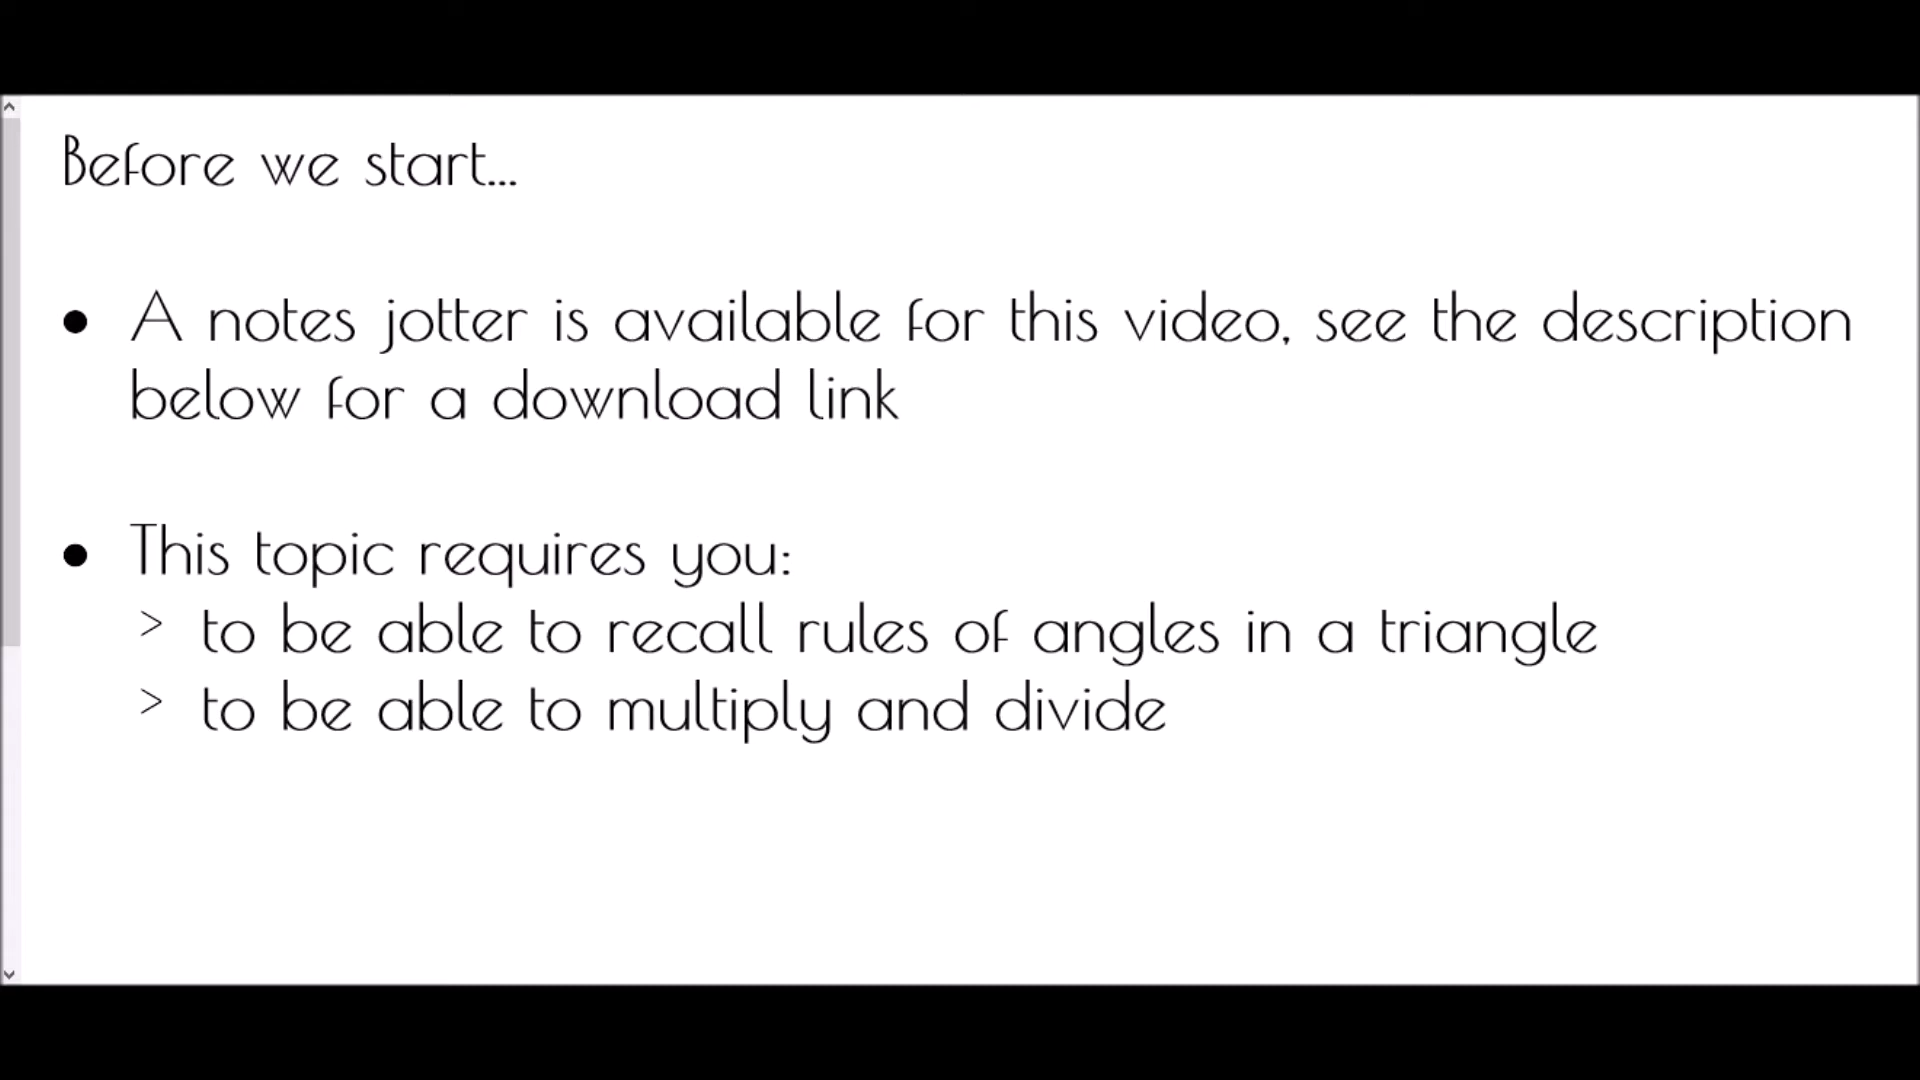 Before we start...
• A notes jotter is available for this video, see the description
below for a download link
• This topic requires you:
> to be able to recall rules of angles in a triangle
> to be able to multiply and divide